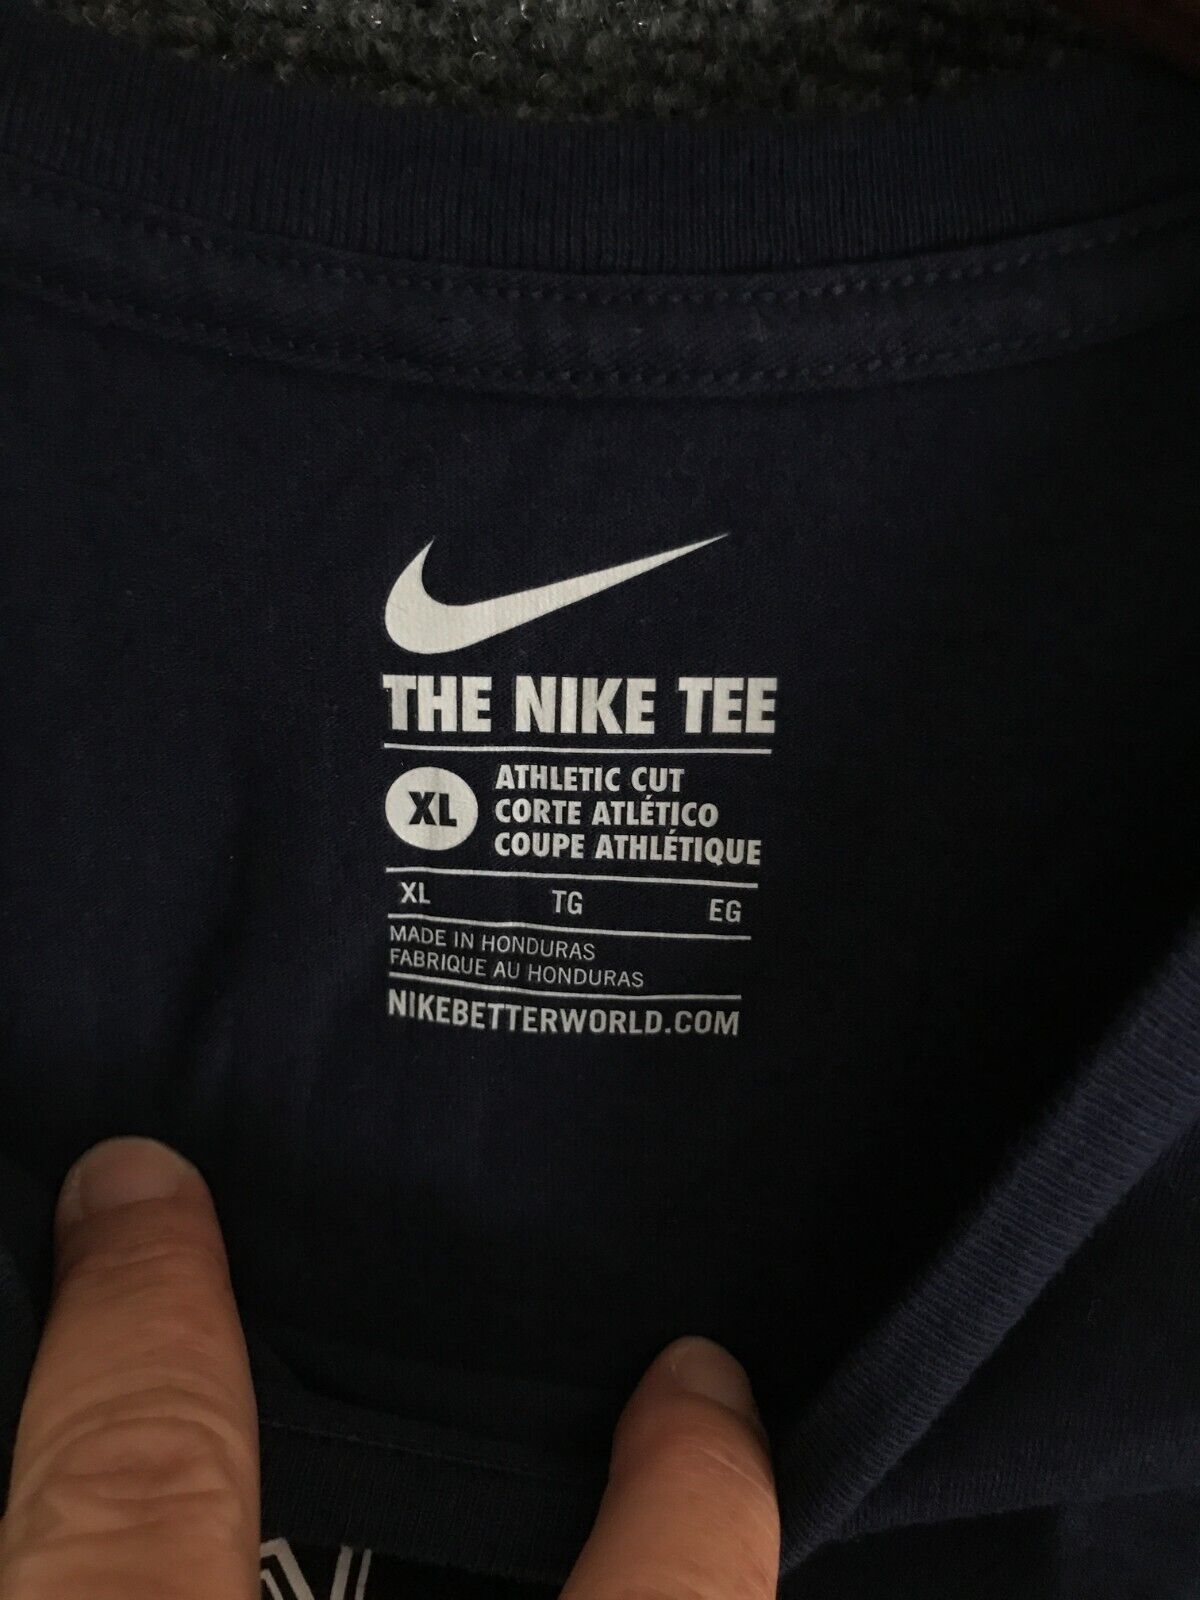 THE NIKE TEE
XL
ATHLETIC CUT
CORTE ATLÉTICO
COUPE ATHLÉTIQUE
XL TG EG
MADE IN HONDURAS
FABRIQUE AU HONDURAS
NIKEBETTERWORLD.COM